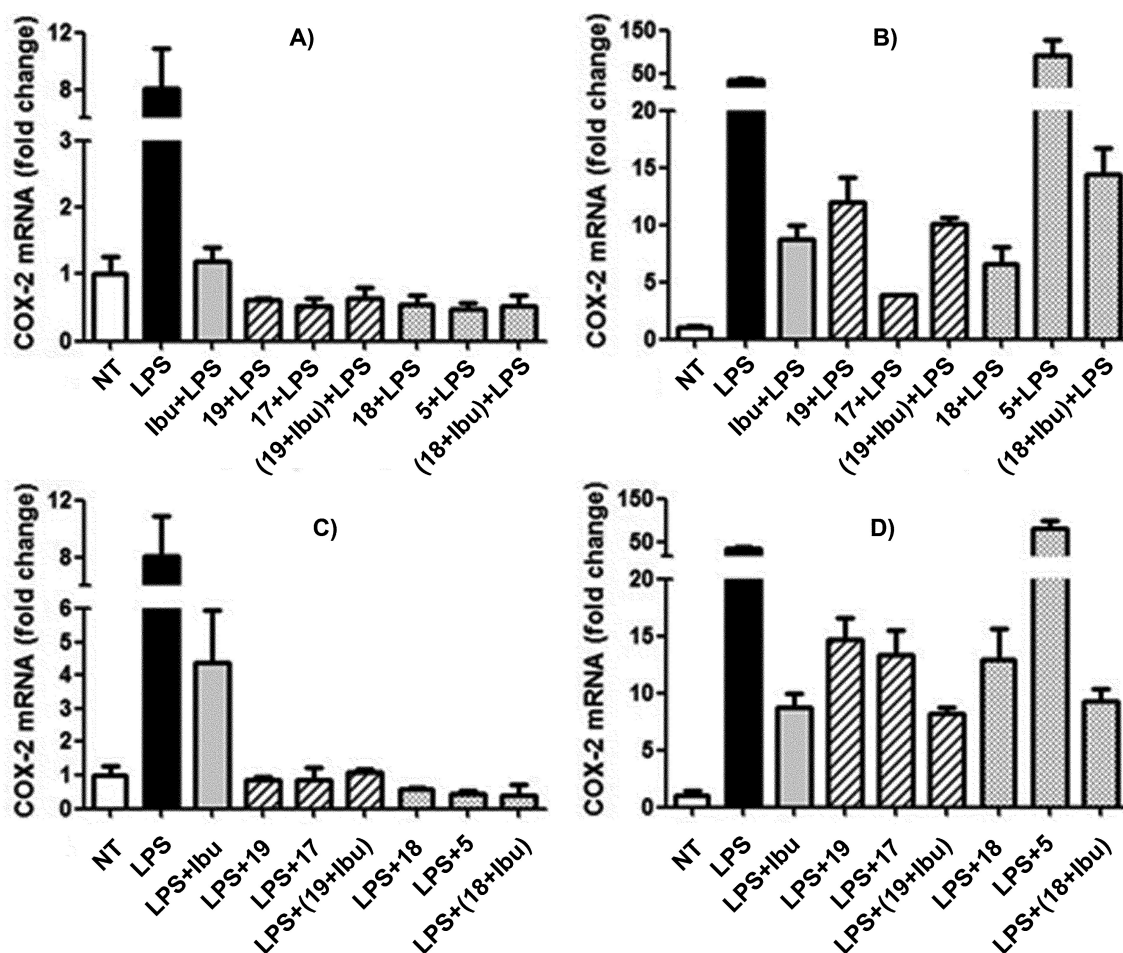 A)
COX-2 mRNA (fold change)
12
8
3
2
1
0
NT
LPS
Ibu+LPS
19+LPS
17+LPS
(19+Ibu)+LPS
18+LPS
5+LPS
(18+Ibu)+LPS
B)
COX-2 mRNA (fold change)
150
50
20
15
10
5
0
NT
LPS
Ibu+LPS
19+LPS
17+LPS
(19+Ibu)+LPS
18+LPS
5+LPS
(18+Ibu)+LPS
C)
COX-2 mRNA (fold change)
12
8
6
5
4
3
2
1
0
NT
LPS
LPS+Ibu
LPS+19
LPS+17
LPS+(19+Ibu)
LPS+18
LPS+5
LPS+(18+Ibu)
D)
COX-2 mRNA (fold change)
150
50
20
15
10
5
0
NT
LPS
LPS+Ibu
LPS+19
LPS+17
LPS+(19+Ibu)
LPS+18
LPS+5
LPS+(18+Ibu)